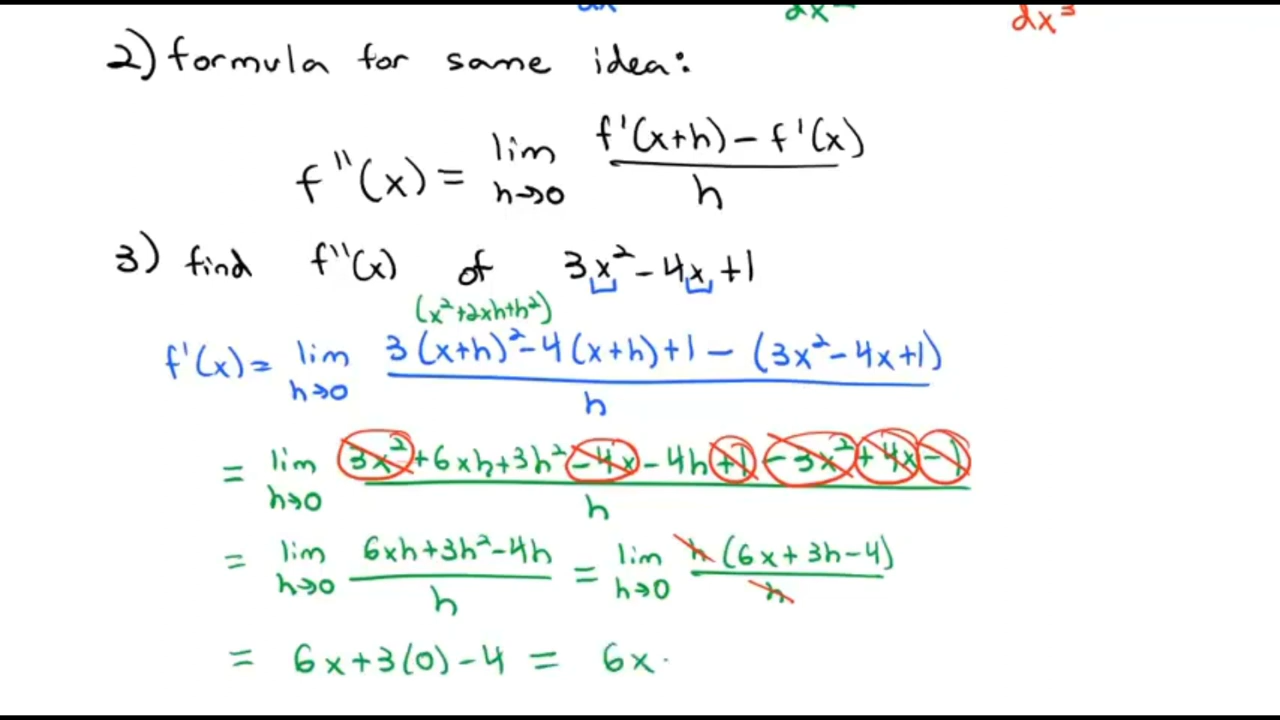 dx dx³
2) formula for same idea:
f''(x) = lim h→0 f'(x+h) - f'(x) / h
3) find f''(x) of 3x² - 4x + 1
(x²+2xh+h²)
f'(x) = lim h→0 3(x+h)² - 4(x+h) + 1 - (3x² - 4x + 1) / h
= lim h→0 3x² + 6xh + 3h² - 4x - 4h + 1 - 3x² + 4x - 1 / h
= lim h→0 6xh + 3h² - 4h / h = lim h→0 h(6x + 3h - 4) / h
= 6x + 3(0) - 4 = 6x